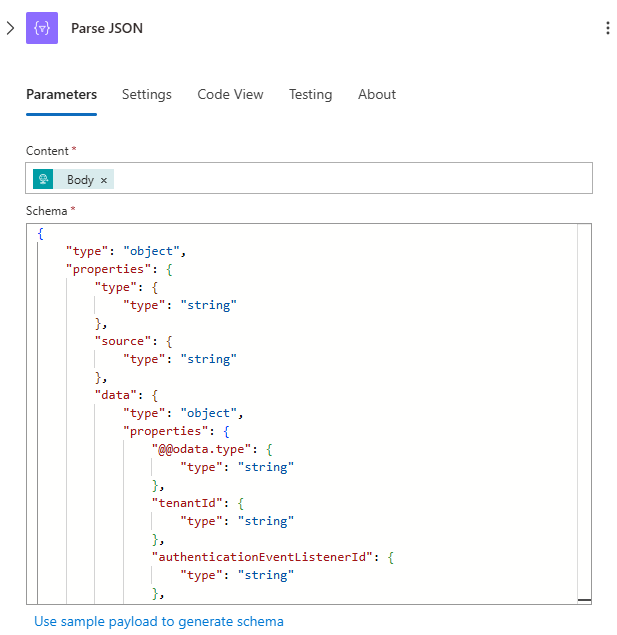 Parse JSON
Parameters Settings Code View Testing About
Content *
Body ×
Schema *
{
"type": "object",
"properties": {
"type": {
"type": "string"
},
"source": {
"type": "string"
},
"data": {
"type": "object",
"properties": {
"@@odata.type": {
"type": "string"
},
"tenantId": {
"type": "string"
},
"authenticationEventListenerId": {
"type": "string"
},
Use sample payload to generate schema